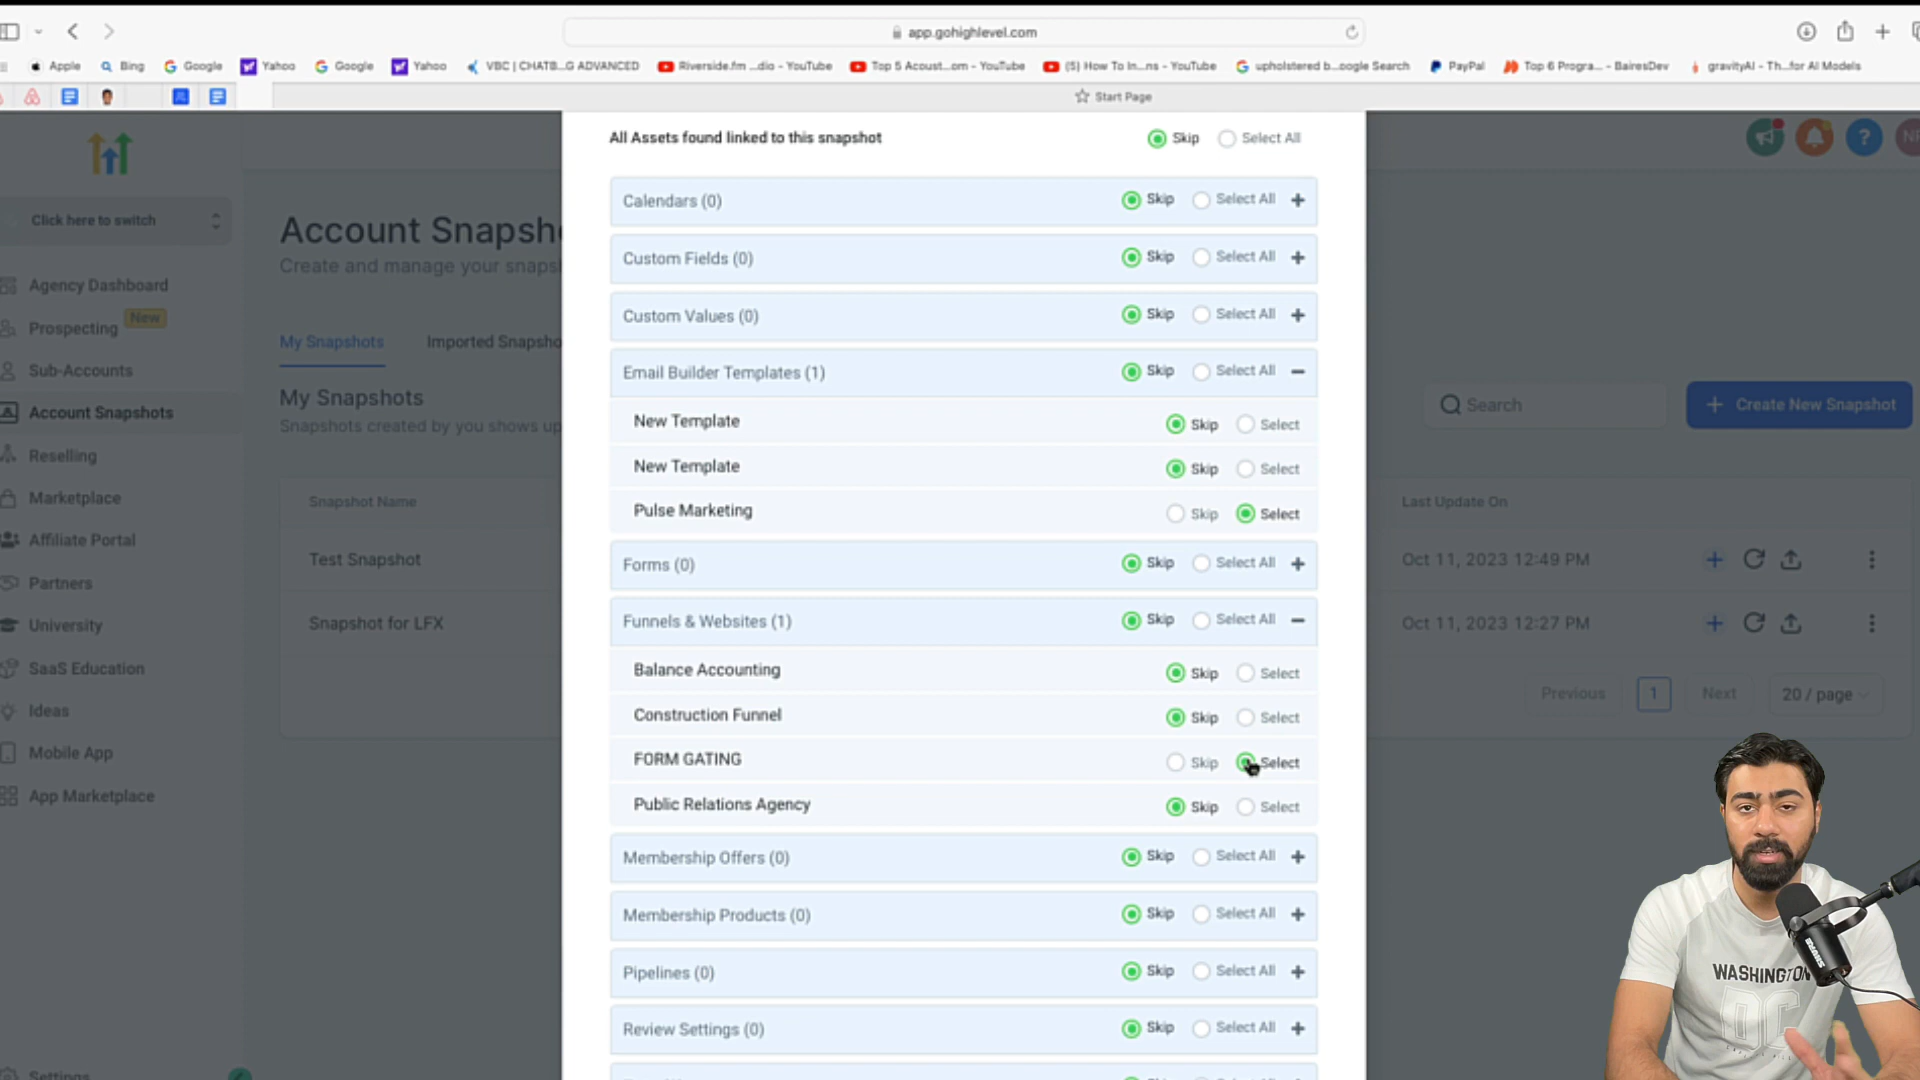 app.gohighlevel.com
Apple Bing Google Yahoo Google Yahoo VBC | CHATB...G ADVANCED Riverside.fm ...dio - YouTube Top 5 Acoust...om - YouTube (5) How To In...ns - YouTube upholstered b...oogle Search PayPal Top 6 Progra... - BairesDev gravityAI - Th...for AI Models
Start Page
All Assets found linked to this snapshot Skip Select All
Click here to switch
Agency Dashboard
Prospecting New
Sub-Accounts
Account Snapshots
Reselling
Marketplace
Affiliate Portal
Partners
University
SaaS Education
Ideas
Mobile App
App Marketplace
Settings
Account Snapsh
Create and manage your snaps
My Snapshots Imported Snapsho
My Snapshots
Snapshots created by you shows up
Search
+ Create New Snapshot
Snapshot Name Last Update On
Test Snapshot Oct 11, 2023 12:49 PM
Snapshot for LFX Oct 11, 2023 12:27 PM
Previous 1 Next 20 / page
Calendars (0) Skip Select All +
Custom Fields (0) Skip Select All +
Custom Values (0) Skip Select All +
Email Builder Templates (1) Skip Select All −
New Template Skip Select
New Template Skip Select
Pulse Marketing Skip Select
Forms (0) Skip Select All +
Funnels & Websites (1) Skip Select All −
Balance Accounting Skip Select
Construction Funnel Skip Select
FORM GATING Skip Select
Public Relations Agency Skip Select
Membership Offers (0) Skip Select All +
Membership Products (0) Skip Select All +
Pipelines (0) Skip Select All +
Review Settings (0) Skip Select All +
SHURE
WASHINGTON
DC